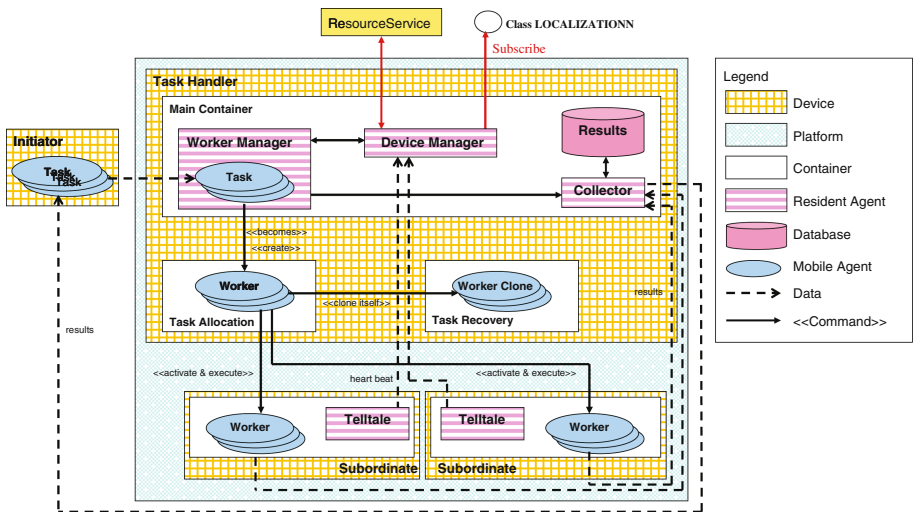 ResourceService
Class LOCALIZATIONN
Subscribe
Task Handler
Main Container
Worker Manager
Device Manager
Results
Task
Collector
Initiator
Task
Task
Task
<<becomes>>
<<create>>
Worker
<<clone itself>>
Worker Clone
Task Allocation
Task Recovery
results
results
<<activate & execute>>
heart beat
<<activate & execute>>
Worker
Telltale
Telltale
Worker
Subordinate
Subordinate
Legend
Device
Platform
Container
Resident Agent
Database
Mobile Agent
Data
<<Command>>